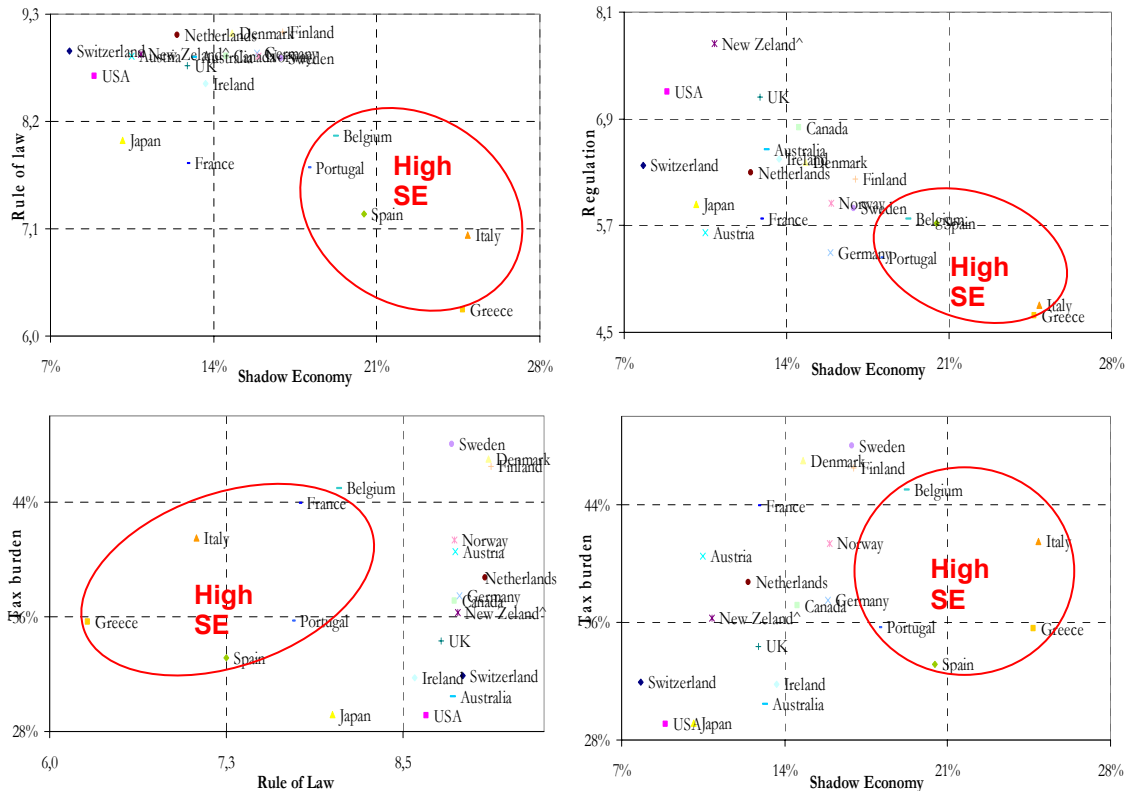 9,3
Netherlands
Denmark
Finland
Switzerland
Austria
New Zeland^
Australia
Canada
Norway
Germany
Sweden
UK
USA
Ireland
8,2
Japan
Belgium
France
Portugal
High
SE
Spain
7,1
Italy
Greece
6,0
Rule of law
7%
14%
21%
28%
Shadow Economy
8,1
New Zeland^
USA
UK
6,9
Canada
Australia
Ireland
Denmark
Switzerland
Netherlands
Finland
Japan
Norway
Sweden
France
Belgium
Spain
5,7
Austria
Germany
Portugal
High
SE
Italy
Greece
4,5
Regulation
7%
14%
21%
28%
Shadow Economy
Sweden
Denmark
Finland
Belgium
44%
France
Italy
Norway
Austria
Netherlands
High
SE
Germany
Canada
New Zeland^
36%
Greece
Portugal
UK
Spain
Ireland
Switzerland
Australia
Japan
USA
28%
Tax burden
6,0
7,3
8,5
Rule of Law
Sweden
Denmark
Finland
Belgium
44%
France
Norway
Italy
Austria
Netherlands
High
SE
Germany
Canada
New Zeland^
36%
Portugal
Greece
UK
Spain
Switzerland
Ireland
Australia
USA
Japan
28%
Tax burden
7%
14%
21%
28%
Shadow Economy